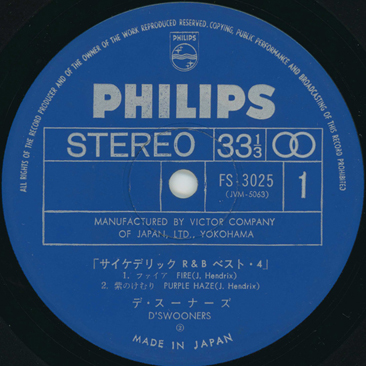 ALL RIGHTS OF THE RECORD PRODUCER AND OF THE OWNER OF THE WORK REPRODUCED RESERVED. COPYING, PUBLIC PERFORMANCE AND BROADCASTING OF THIS RECORD PROHIBITED
PHILIPS
PHILIPS
STEREO 33 1/3
FS-3025
(JVM-5063)
1
MANUFACTURED BY VICTOR COMPANY
OF JAPAN, LTD., YOKOHAMA
「サイケデリック R&B ベスト・4」
1. ファイア FIRE(J. Hendrix)
2. 紫のけむり PURPLE HAZE(J. Hendrix)
デ・スーナーズ
D'SWOONERS
MADE IN JAPAN